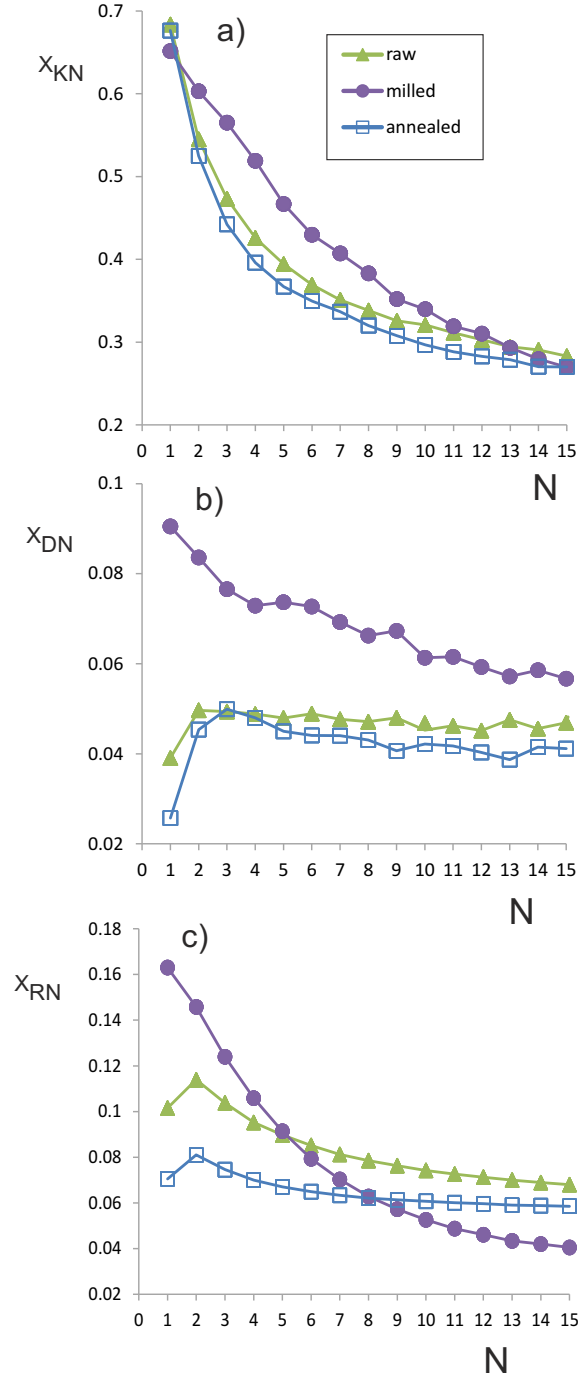 a)
X_KN
raw
milled
annealed
0.7
0.6
0.5
0.4
0.3
0.2
0 1 2 3 4 5 6 7 8 9 10 11 12 13 14 15
N
b)
X_DN
0.1
0.08
0.06
0.04
0.02
0 1 2 3 4 5 6 7 8 9 10 11 12 13 14 15
N
c)
X_RN
0.18
0.16
0.14
0.12
0.1
0.08
0.06
0.04
0.02
0 1 2 3 4 5 6 7 8 9 10 11 12 13 14 15
N